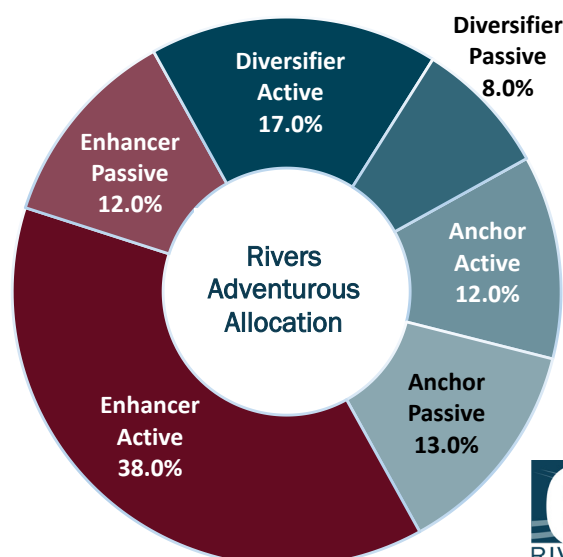 Diversifier
Passive
8.0%
Diversifier
Active
17.0%
Enhancer
Passive
12.0%
Anchor
Active
12.0%
Rivers
Adventurous
Allocation
Anchor
Passive
13.0%
Enhancer
Active
38.0%